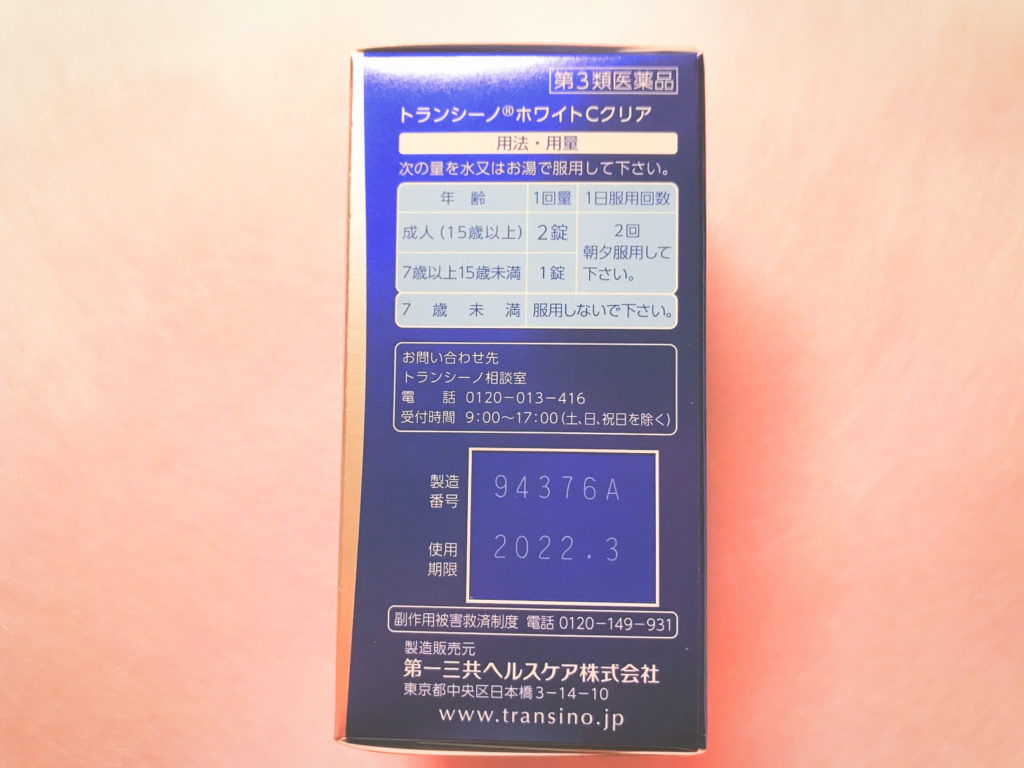 第3類医薬品
トランシーノ®ホワイトCクリア
用法・用量
次の量を水又はお湯で服用して下さい。
年 齢 1回量 1日服用回数
成人(15歳以上) 2錠 2回
朝夕服用して
下さい。
7歳以上15歳未満 1錠
7歳未満 服用しないで下さい。
お問い合わせ先
トランシーノ相談室
電 話 0120-013-416
受付時間 9:00〜17:00(土、日、祝日を除く)
製造
番号 94376A
使用
期限 2022.3
副作用被害救済制度 電話 0120-149-931
製造販売元
第一三共ヘルスケア株式会社
東京都中央区日本橋3-14-10
www.transino.jp